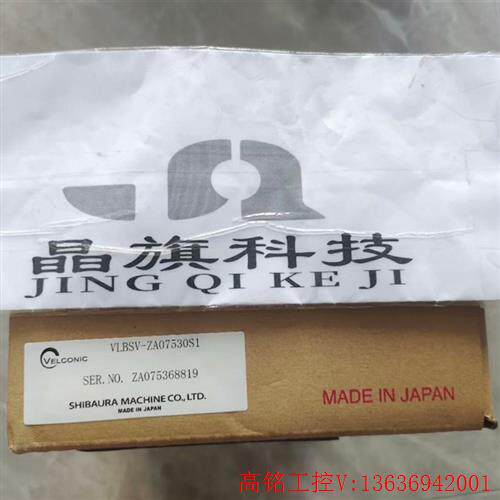 晶旗科技
JING QI KE JI
VELCONIC
VLBSV-ZA07530S1
SER.NO. ZA075368819
SHIBAURA MACHINE CO., LTD.
MADE IN JAPAN
MADE IN JAPAN
高铭工控V:13636942001